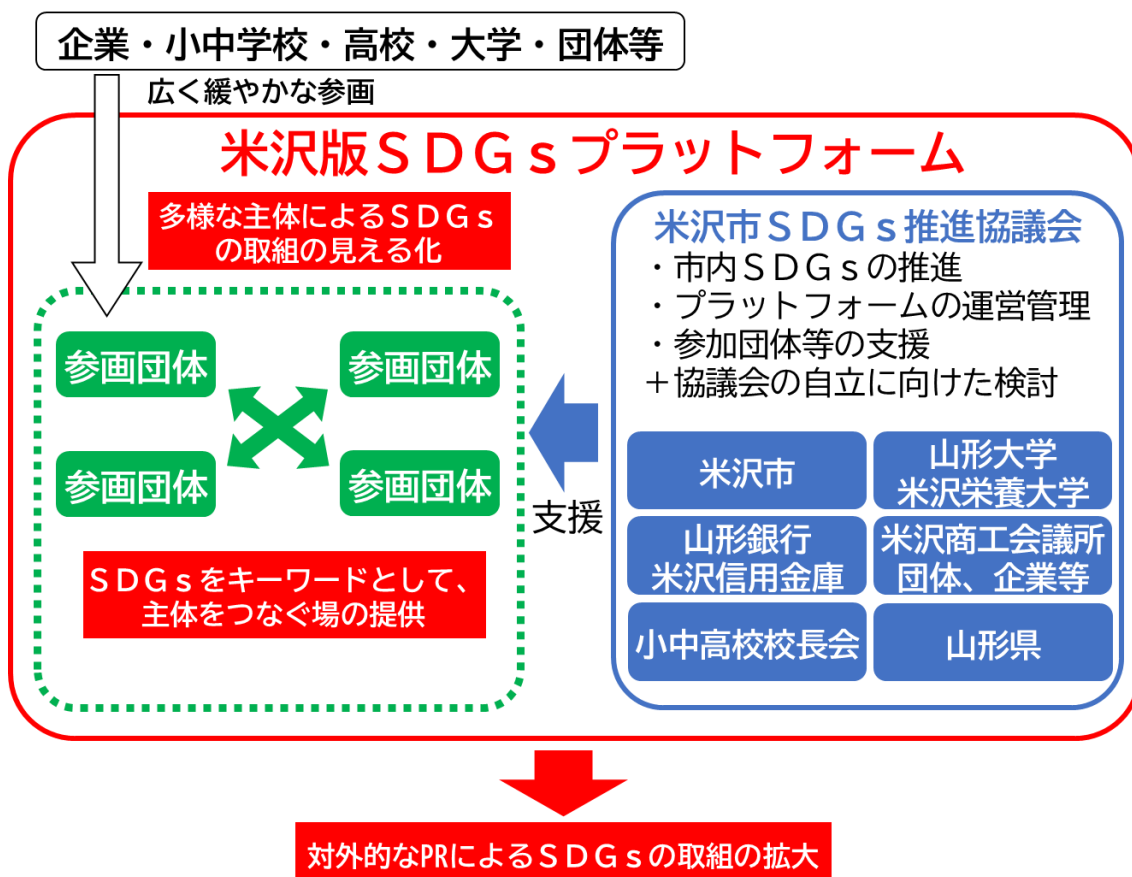 企業・小中学校・高校・大学・団体等
広く緩やかな参画
米沢版ＳＤＧｓプラットフォーム
多様な主体によるＳＤＧｓ
の取組の見える化
参画団体
参画団体
参画団体
参画団体
ＳＤＧｓをキーワードとして、
主体をつなぐ場の提供
支援
米沢市ＳＤＧｓ推進協議会
・市内ＳＤＧｓの推進
・プラットフォームの運営管理
・参加団体等の支援
＋協議会の自立に向けた検討
米沢市
山形大学
米沢栄養大学
山形銀行
米沢信用金庫
米沢商工会議所
団体、企業等
小中高校校長会
山形県
対外的なPRによるＳＤＧｓの取組の拡大